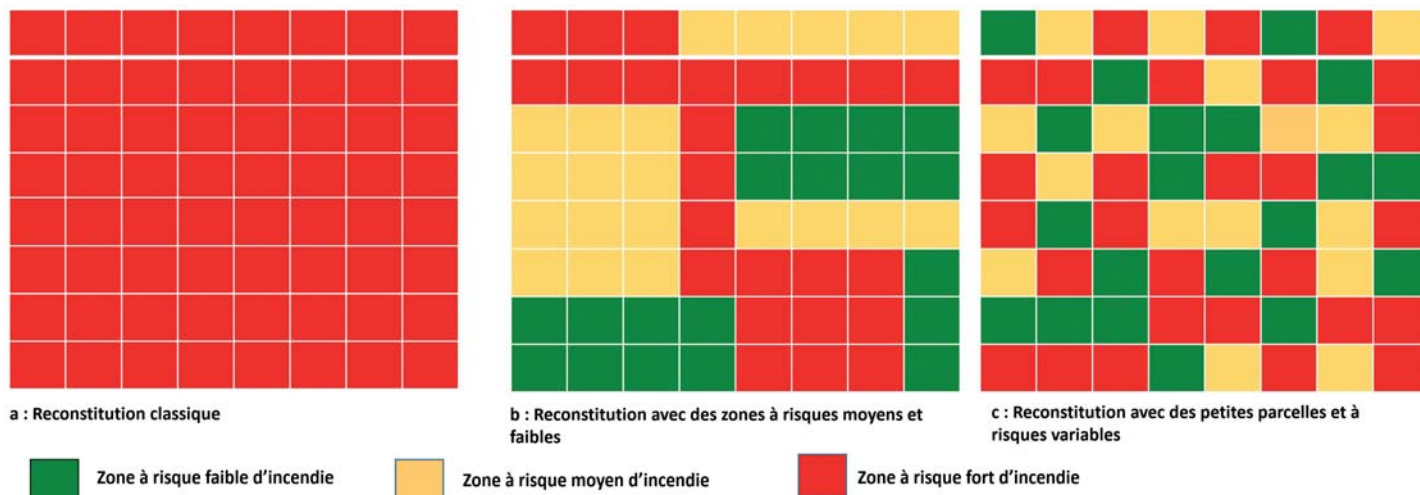 a : Reconstitution classique
b : Reconstitution avec des zones à risques moyens et
faibles
c : Reconstitution avec des petites parcelles et à
risques variables
Zone à risque faible d’incendie
Zone à risque moyen d’incendie
Zone à risque fort d’incendie